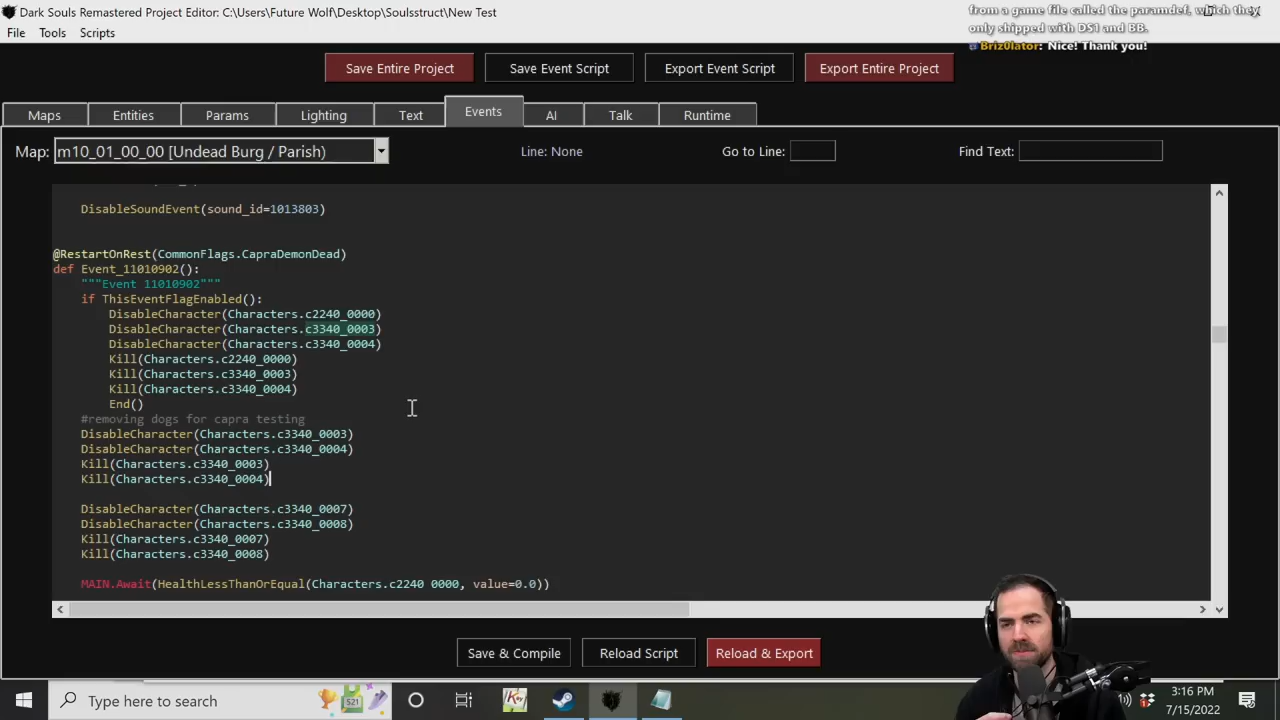 Dark Souls Remastered Project Editor: C:\Users\Future Wolf\Desktop\Soulsstruct\New Test
from a game file called the paramdef, which they
only shipped with DS1 and BB.
Briz0lator: Nice! Thank you!
File Tools Scripts
Save Entire Project Save Event Script Export Event Script Export Entire Project
Maps Entities Params Lighting Text Events AI Talk Runtime
Map: m10_01_00_00 [Undead Burg / Parish) Line: None Go to Line: Find Text:
DisableSoundEvent(sound_id=1013803)
@RestartOnRest(CommonFlags.CapraDemonDead)
def Event_11010902():
"""Event 11010902"""
if ThisEventFlagEnabled():
DisableCharacter(Characters.c2240_0000)
DisableCharacter(Characters.c3340_0003)
DisableCharacter(Characters.c3340_0004)
Kill(Characters.c2240_0000)
Kill(Characters.c3340_0003)
Kill(Characters.c3340_0004)
End()
#removing dogs for capra testing
DisableCharacter(Characters.c3340_0003)
DisableCharacter(Characters.c3340_0004)
Kill(Characters.c3340_0003)
Kill(Characters.c3340_0004)
DisableCharacter(Characters.c3340_0007)
DisableCharacter(Characters.c3340_0008)
Kill(Characters.c3340_0007)
Kill(Characters.c3340_0008)
MAIN.Await(HealthLessThanOrEqual(Characters.c2240_0000, value=0.0))
Save & Compile Reload Script Reload & Export
Type here to search
3:16 PM
7/15/2022